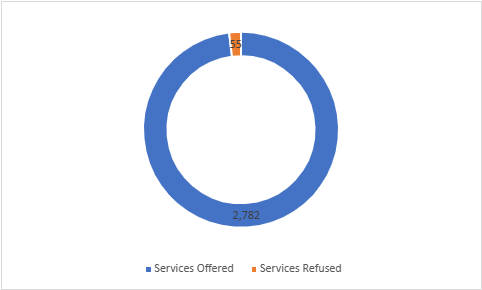 55
2,782
Services Offered
Services Refused